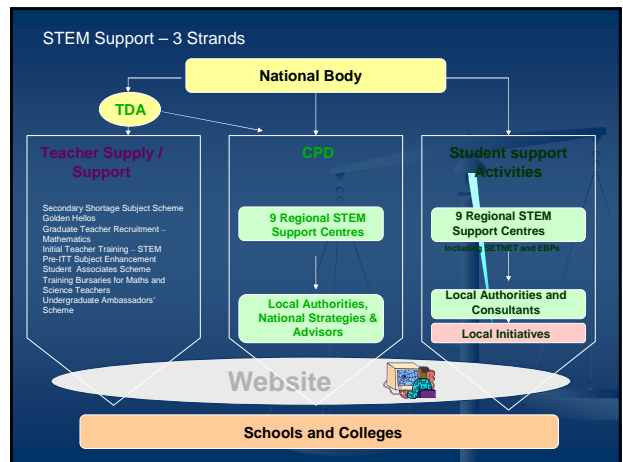 STEM Support – 3 Strands
National Body
TDA
Teacher Supply /
Support
Secondary Shortage Subject Scheme
Golden Hellos
Graduate Teacher Recruitment –
Mathematics
Initial Teacher Training – STEM
Pre-ITT Subject Enhancement
Student Associates Scheme
Training Bursaries for Maths and
Science Teachers
Undergraduate Ambassadors'
Scheme
CPD
9 Regional STEM
Support Centres
Local Authorities,
National Strategies &
Advisors
Student support
Activities
9 Regional STEM
Support Centres
Including SETNET and EBPs
Local Authorities and
Consultants
Local Initiatives
Website
Schools and Colleges